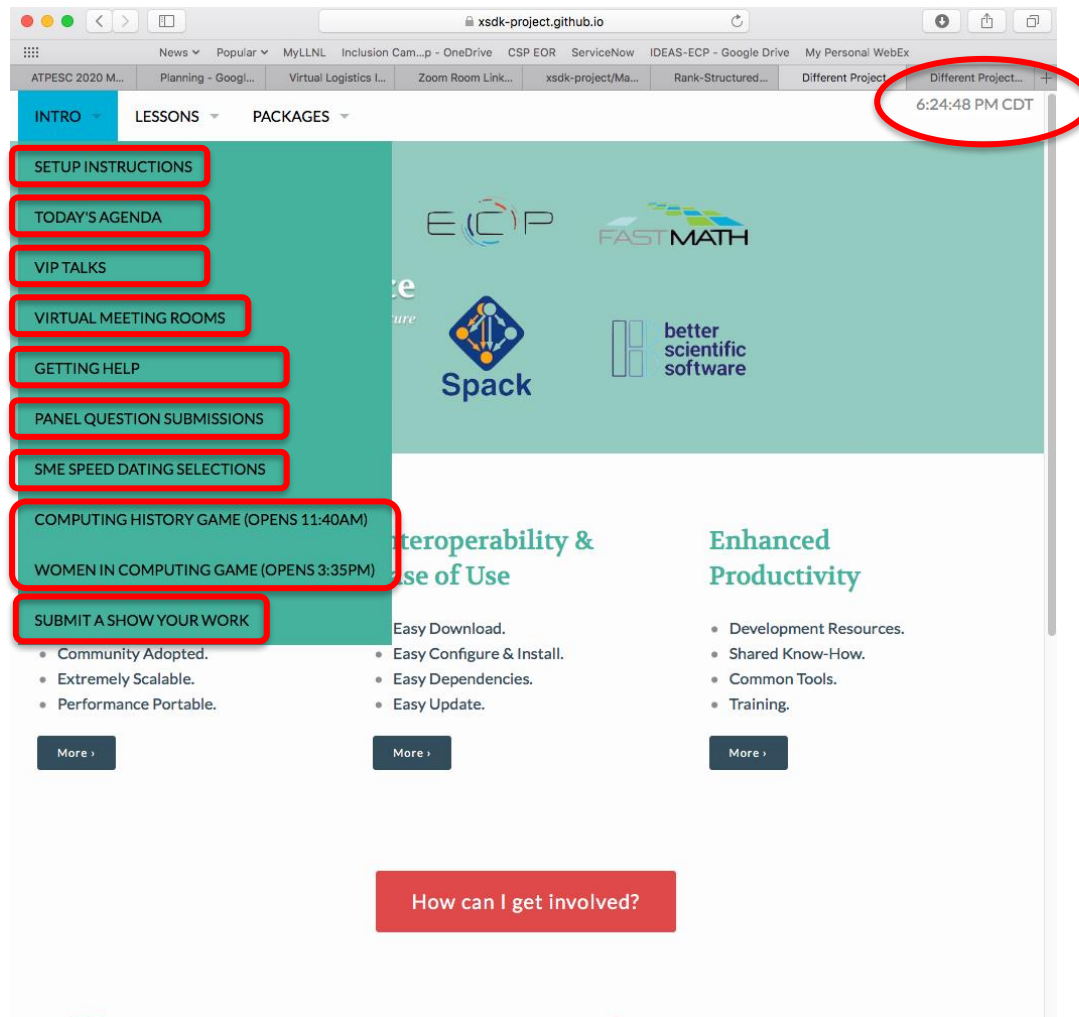 xsdk-project.github.io
News Popular MyLLNL Inclusion Cam...p - OneDrive CSP EOR ServiceNow IDEAS-ECP - Google Drive My Personal WebEx
ATPESC 2020 M... Planning - Googl... Virtual Logistics I... Zoom Room Link... xsdk-project/Ma... Rank-Structured... Different Project... Different Project... +
INTRO LESSONS PACKAGES
6:24:48 PM CDT
SETUP INSTRUCTIONS
TODAY'S AGENDA
VIP TALKS
VIRTUAL MEETING ROOMS
GETTING HELP
PANEL QUESTION SUBMISSIONS
SME SPEED DATING SELECTIONS
COMPUTING HISTORY GAME (OPENS 11:40AM)
WOMEN IN COMPUTING GAME (OPENS 3:35PM)
SUBMIT A SHOW YOUR WORK
ECP
FASTMATH
Spack
better
scientific
software
Community Adopted.
Extremely Scalable.
Performance Portable.
More ›
nteroperability &
se of Use
Easy Download.
Easy Configure & Install.
Easy Dependencies.
Easy Update.
More ›
Enhanced
Productivity
Development Resources.
Shared Know-How.
Common Tools.
Training.
More ›
How can I get involved?